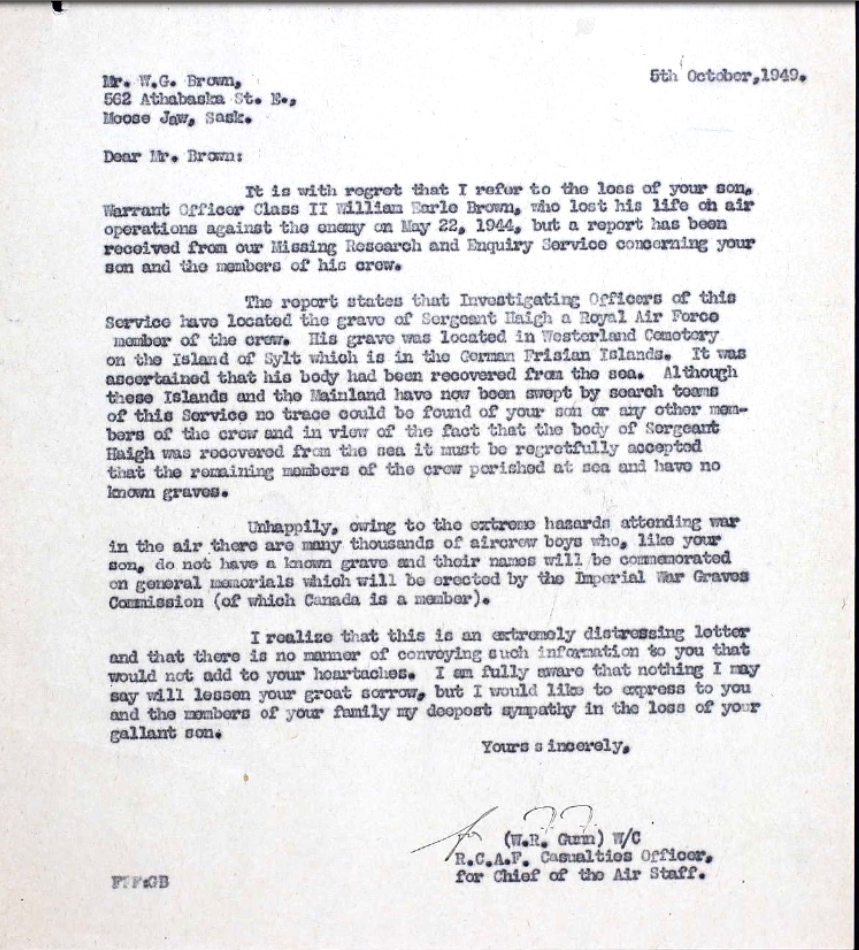 5th October,1949.
Mr. W.G. Brown,
562 Athabaska St. E.,
Moose Jaw, Sask.
Dear Mr. Brown:
It is with regret that I refer to the loss of your son,
Warrant Officer Class II William Earle Brown, who lost his life on air
operations against the enemy on May 22, 1944, but a report has been
received from our Missing Research and Enquiry Service concerning your
son and the members of his crew.
The report states that Investigating Officers of this
Service have located the grave of Sergeant Haigh a Royal Air Force
member of the crew. His grave was located in Westerland Cemetery
on the Island of Sylt which is in the German Frisian Islands. It was
ascertained that his body had been recovered from the sea. Although
these Islands and the Mainland have now been swept by search teams
of this Service no trace could be found of your son or any other mem-
bers of the crew and in view of the fact that the body of Sergeant
Haigh was recovered from the sea it must be regretfully accepted
that the remaining members of the crew perished at sea and have no
known graves.
Unhappily, owing to the extreme hazards attending war
in the air there are many thousands of aircrew boys who, like your
son, do not have a known grave and their names will be commemorated
on general memorials which will be erected by the Imperial War Graves
Commission (of which Canada is a member).
I realize that this is an extremely distressing letter
and that there is no manner of conveying such information to you that
would not add to your heartaches. I am fully aware that nothing I may
say will lessen your great sorrow, but I would like to express to you
and the members of your family my deepest sympathy in the loss of your
gallant son.
Yours sincerely,
(W.R. Gunn) W/C
R.C.A.F. Casualties Officer,
for Chief of the Air Staff.
FFF:GB